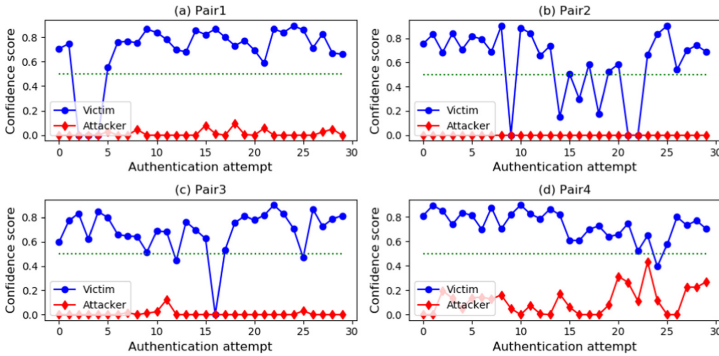 (a) Pair1
Confidence score
0.8
0.6
0.4
0.2
0.0
Victim
Attacker
0 5 10 15 20 25 30
Authentication attempt
(b) Pair2
Confidence score
0.8
0.6
0.4
0.2
0.0
Victim
Attacker
0 5 10 15 20 25 30
Authentication attempt
(c) Pair3
Confidence score
0.8
0.6
0.4
0.2
0.0
Victim
Attacker
0 5 10 15 20 25 30
Authentication attempt
(d) Pair4
Confidence score
0.8
0.6
0.4
0.2
0.0
Victim
Attacker
0 5 10 15 20 25 30
Authentication attempt